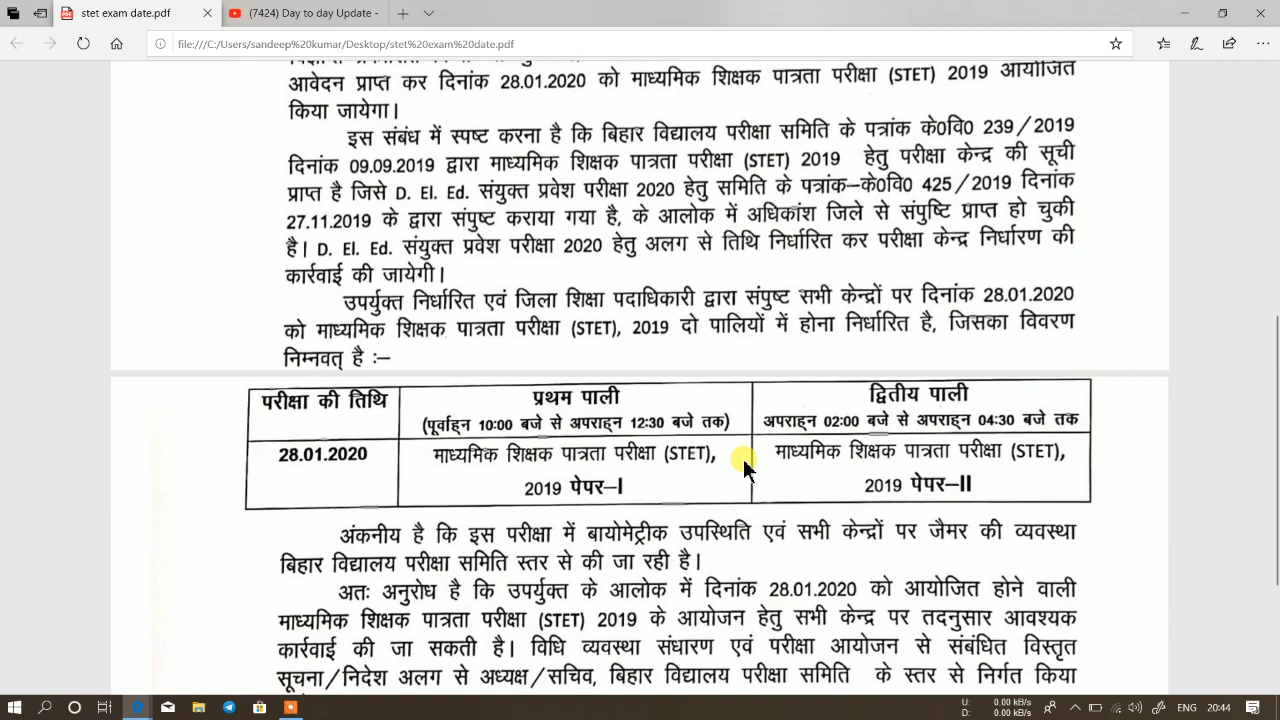 stet exam date.pdf
(7424) Day to day Update -
file:///C:/Users/sandeep%20kumar/Desktop/stet%20exam%20date.pdf
आवेदन प्राप्त कर दिनांक 28.01.2020 को माध्यमिक शिक्षक पात्रता परीक्षा (STET) 2019 आयोजित
किया जायेगा।
इस संबंध में स्पष्ट करना है कि बिहार विद्यालय परीक्षा समिति के पत्रांक के0वि0 239/2019
दिनांक 09.09.2019 द्वारा माध्यमिक शिक्षक पात्रता परीक्षा (STET) 2019 हेतु परीक्षा केन्द्र की सूची
प्राप्त है जिसे D. El. Ed. संयुक्त प्रवेश परीक्षा 2020 हेतु समिति के पत्रांक–के0वि0 425/2019 दिनांक
27.11.2019 के द्वारा संपुष्ट कराया गया है, के आलोक में अधिकांश जिले से संपुष्टि प्राप्त हो चुकी
है। D. El. Ed. संयुक्त प्रवेश परीक्षा 2020 हेतु अलग से तिथि निर्धारित कर परीक्षा केन्द्र निर्धारण की
कार्रवाई की जायेगी।
उपर्युक्त निर्धारित एवं जिला शिक्षा पदाधिकारी द्वारा संपुष्ट सभी केन्द्रों पर दिनांक 28.01.2020
को माध्यमिक शिक्षक पात्रता परीक्षा (STET), 2019 दो पालियों में होना निर्धारित है, जिसका विवरण
निम्नवत् है :–
परीक्षा की तिथि
प्रथम पाली
(पूर्वाह्न 10:00 बजे से अपराह्न 12:30 बजे तक)
द्वितीय पाली
अपराह्न 02:00 बजे से अपराह्न 04:30 बजे तक
28.01.2020
माध्यमिक शिक्षक पात्रता परीक्षा (STET),
2019 पेपर–I
माध्यमिक शिक्षक पात्रता परीक्षा (STET),
2019 पेपर–II
अंकनीय है कि इस परीक्षा में बायोमेट्रीक उपस्थिति एवं सभी केन्द्रों पर जैमर की व्यवस्था
बिहार विद्यालय परीक्षा समिति स्तर से की जा रही है।
अतः अनुरोध है कि उपर्युक्त के आलोक में दिनांक 28.01.2020 को आयोजित होने वाली
माध्यमिक शिक्षक पात्रता परीक्षा (STET) 2019 के आयोजन हेतु सभी केन्द्र पर तदनुसार आवश्यक
कार्रवाई की जा सकती है। विधि व्यवस्था संधारण एवं परीक्षा आयोजन से संबंधित विस्तृत
सूचना/निदेश अलग से अध्यक्ष/सचिव, बिहार विद्यालय परीक्षा समिति के स्तर से निर्गत किया
U: 0.00 kB/s
D: 0.00 kB/s
ENG 20:44